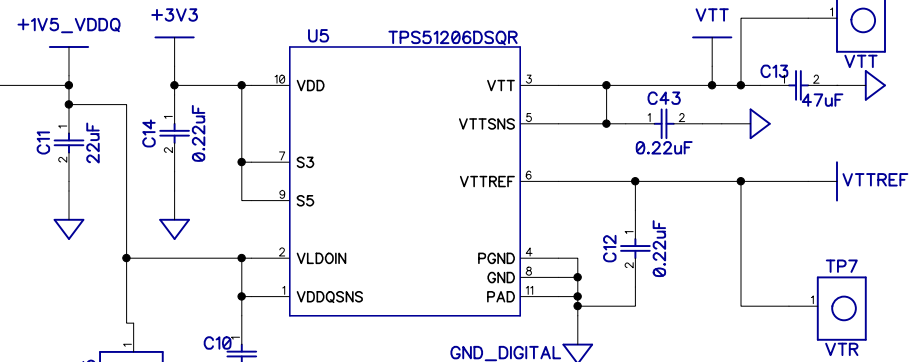 +1V5_VDDQ
+3V3
U5
TPS51206DSQR
VTT
1
VTT
10
VDD
VTT
3
C13
1
2
47uF
C11
1
2
22uF
C14
1
2
0.22uF
VTTSNS
5
C43
1
2
0.22uF
7
S3
9
S5
VTTREF
6
VTTREF
C12
1
2
0.22uF
2
VLDOIN
PGND
4
GND
8
1
VDDQSNS
PAD
11
TP7
1
VTR
C10
1
1
GND_DIGITAL